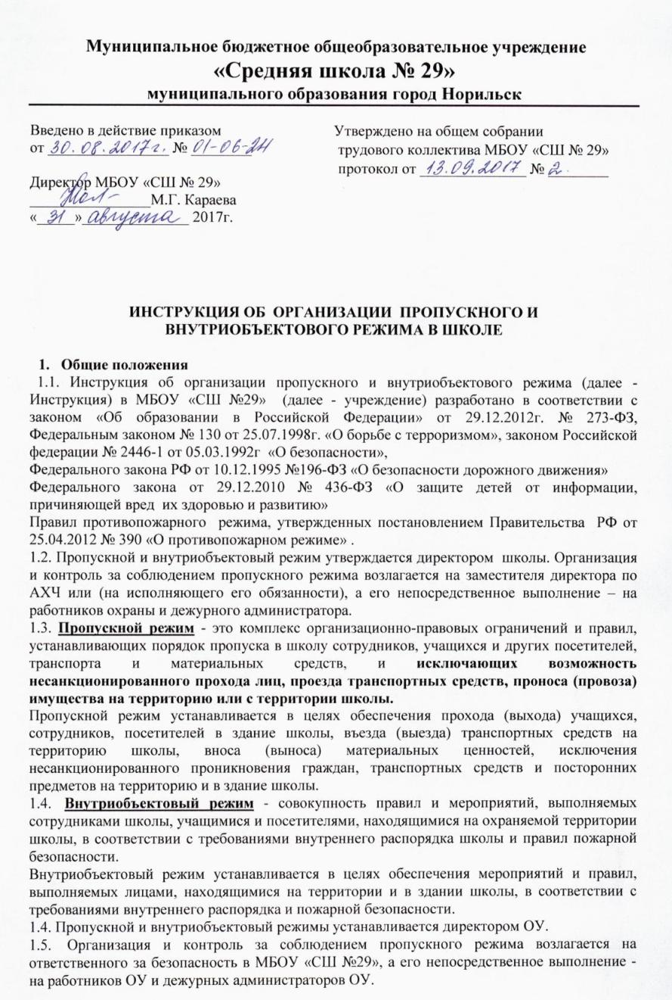 Муниципальное бюджетное общеобразовательное учреждение
«Средняя школа № 29»
муниципального образования город Норильск
Введено в действие приказом
от 30.08.2017г. № 01-06-24
Директор МБОУ «СШ № 29»
М.Г. Караева
«31» августа 2017г.
Утверждено на общем собрании
трудового коллектива МБОУ «СШ № 29»
протокол от 13.09.2017 № 2
ИНСТРУКЦИЯ ОБ ОРГАНИЗАЦИИ ПРОПУСКНОГО И
ВНУТРИОБЪЕКТОВОГО РЕЖИМА В ШКОЛЕ
1. Общие положения
1.1. Инструкция об организации пропускного и внутриобъектового режима (далее -
Инструкция) в МБОУ «СШ №29» (далее - учреждение) разработано в соответствии с
законом «Об образовании в Российской Федерации» от 29.12.2012г. № 273-ФЗ,
Федеральным законом № 130 от 25.07.1998г. «О борьбе с терроризмом», законом Российской
федерации № 2446-1 от 05.03.1992г «О безопасности»,
Федерального закона РФ от 10.12.1995 №196-ФЗ «О безопасности дорожного движения»
Федерального закона от 29.12.2010 № 436-ФЗ «О защите детей от информации,
причиняющей вред их здоровью и развитию»
Правил противопожарного режима, утвержденных постановлением Правительства РФ от
25.04.2012 № 390 «О противопожарном режиме» .
1.2. Пропускной и внутриобъектовый режим утверждается директором школы. Организация
и контроль за соблюдением пропускного режима возлагается на заместителя директора по
АХЧ или (на исполняющего его обязанности), а его непосредственное выполнение – на
работников охраны и дежурного администратора.
1.3. Пропускной режим - это комплекс организационно-правовых ограничений и правил,
устанавливающих порядок пропуска в школу сотрудников, учащихся и других посетителей,
транспорта и материальных средств, и исключающих возможность
несанкционированного прохода лиц, проезда транспортных средств, проноса (провоза)
имущества на территорию или с территории школы.
Пропускной режим устанавливается в целях обеспечения прохода (выхода) учащихся,
сотрудников, посетителей в здание школы, въезда (выезда) транспортных средств на
территорию школы, вноса (выноса) материальных ценностей, исключения
несанкционированного проникновения граждан, транспортных средств и посторонних
предметов на территорию и в здание школы.
1.4. Внутриобъектовый режим - совокупность правил и мероприятий, выполняемых
сотрудниками школы, учащимися и посетителями, находящимися на охраняемой территории
школы, в соответствии с требованиями внутреннего распорядка школы и правил пожарной
безопасности.
Внутриобъектовый режим устанавливается в целях обеспечения мероприятий и правил,
выполняемых лицами, находящимися на территории и в здании школы, в соответствии с
требованиями внутреннего распорядка и пожарной безопасности.
1.4. Пропускной и внутриобъектовый режимы устанавливается директором ОУ.
1.5. Организация и контроль за соблюдением пропускного режима возлагается на
ответственного за безопасность в МБОУ «СШ №29», а его непосредственное выполнение -
на работников ОУ и дежурных администраторов ОУ.